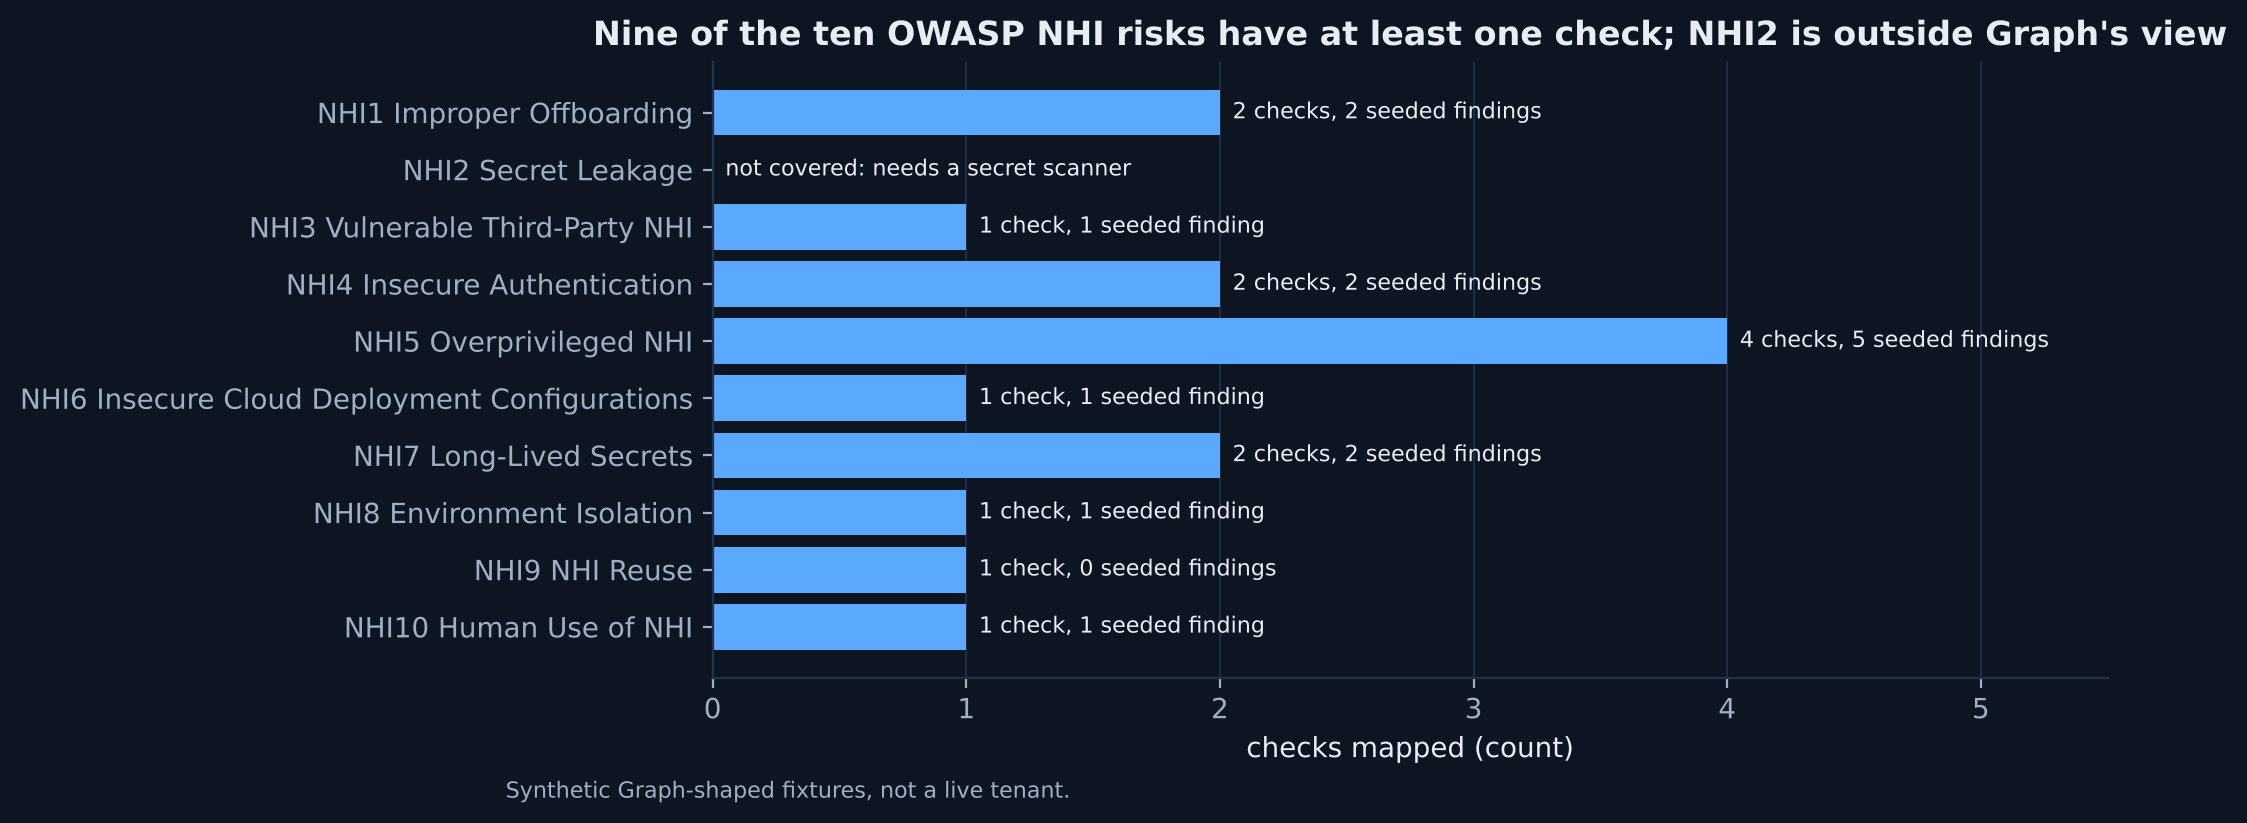 Nine of the ten OWASP NHI risks have at least one check; NHI2 is outside Graph's view
NHI1 Improper Offboarding 2 checks, 2 seeded findings
NHI2 Secret Leakage not covered: needs a secret scanner
NHI3 Vulnerable Third-Party NHI 1 check, 1 seeded finding
NHI4 Insecure Authentication 2 checks, 2 seeded findings
NHI5 Overprivileged NHI 4 checks, 5 seeded findings
NHI6 Insecure Cloud Deployment Configurations 1 check, 1 seeded finding
NHI7 Long-Lived Secrets 2 checks, 2 seeded findings
NHI8 Environment Isolation 1 check, 1 seeded finding
NHI9 NHI Reuse 1 check, 0 seeded findings
NHI10 Human Use of NHI 1 check, 1 seeded finding
0 1 2 3 4 5
checks mapped (count)
Synthetic Graph-shaped fixtures, not a live tenant.